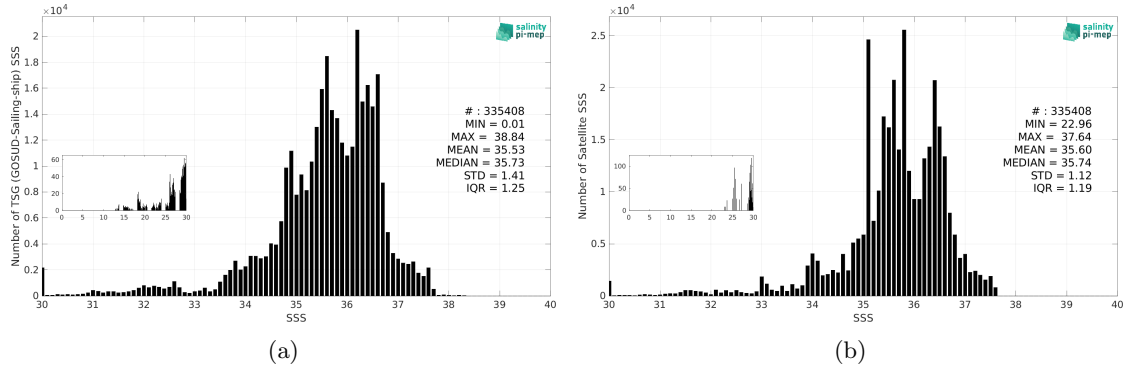 ×10⁴
salinity
pi-mep
Number of TSG (GOSUD-Sailing-ship) SSS
2
1.8
1.6
1.4
1.2
1
0.8
0.6
0.4
0.2
0
# : 335408
MIN = 0.01
MAX = 38.84
MEAN = 35.53
MEDIAN = 35.73
STD = 1.41
IQR = 1.25
60
40
20
0
0 5 10 15 20 25 30
30 31 32 33 34 35 36 37 38 39 40
SSS
(a)
×10⁴
salinity
pi-mep
Number of Satellite SSS
2.5
2
1.5
1
0.5
0
# : 335408
MIN = 22.96
MAX = 37.64
MEAN = 35.60
MEDIAN = 35.74
STD = 1.12
IQR = 1.19
100
50
0
0 5 10 15 20 25 30
30 31 32 33 34 35 36 37 38 39 40
SSS
(b)